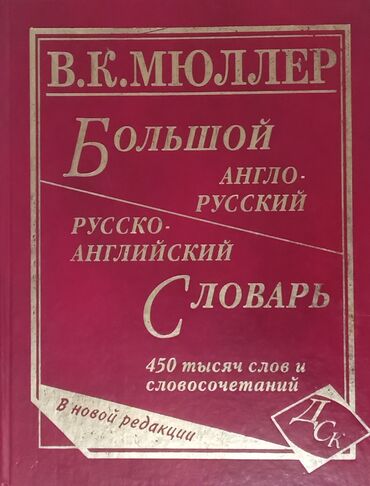 В.К.МЮЛЛЕР
БОЛЬШОЙ
АНГЛО-
РУССКИЙ
РУССКО-
АНГЛИЙСКИЙ
СЛОВАРЬ
450 тысяч слов и
словосочетаний
В новой редакции
ДСК